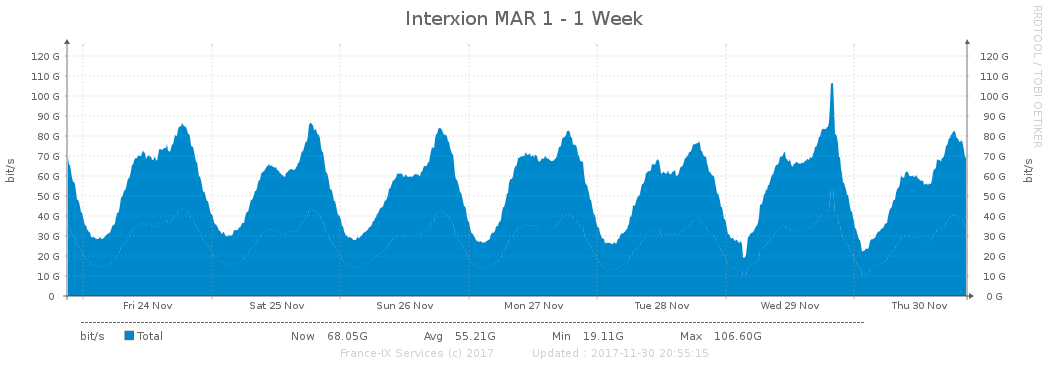 Interxion MAR 1 - 1 Week
RRDTOOL / TOBI OETIKER
bit/s
bit/s
120 G 120 G
110 G 110 G
100 G 100 G
90 G 90 G
80 G 80 G
70 G 70 G
60 G 60 G
50 G 50 G
40 G 40 G
30 G 30 G
20 G 20 G
10 G 10 G
0 0 G
Fri 24 Nov Sat 25 Nov Sun 26 Nov Mon 27 Nov Tue 28 Nov Wed 29 Nov Thu 30 Nov
bit/s Total Now 68.05G Avg 55.21G Min 19.11G Max 106.60G
France-IX Services (c) 2017 Updated : 2017-11-30 20:55:15